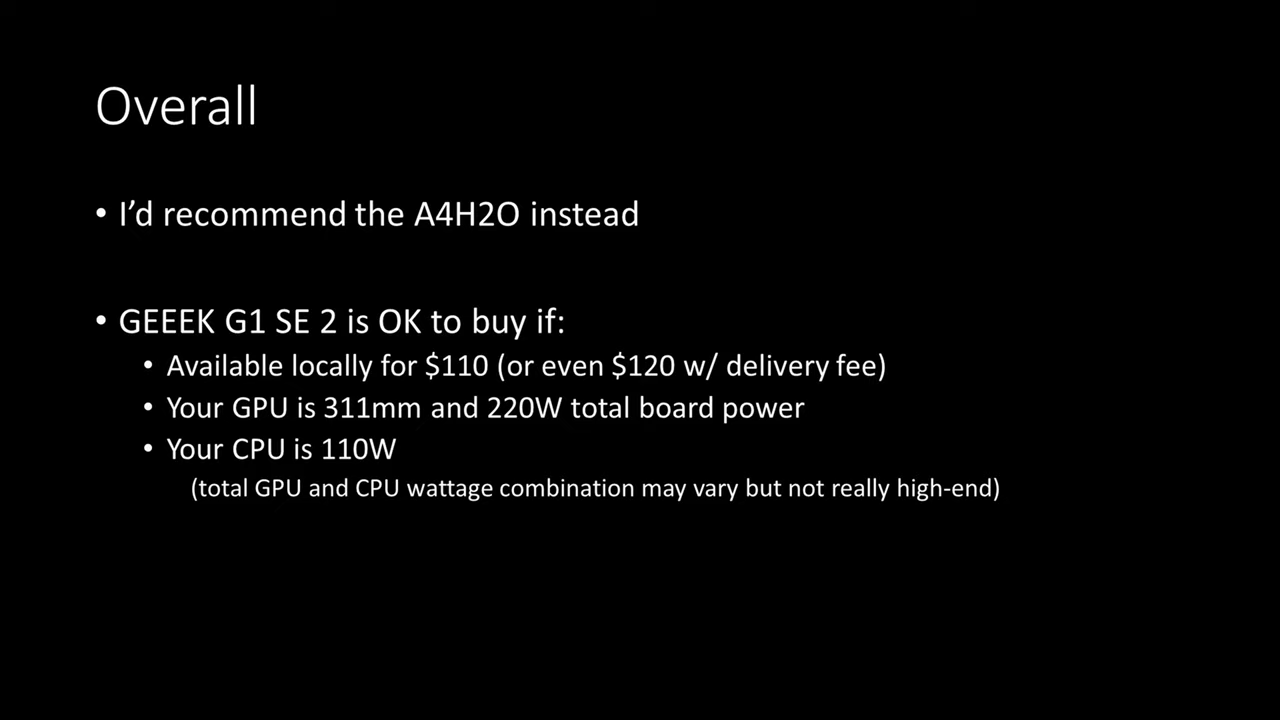 Overall
• I'd recommend the A4H2O instead
• GEEEK G1 SE 2 is OK to buy if:
• Available locally for $110 (or even $120 w/ delivery fee)
• Your GPU is 311mm and 220W total board power
• Your CPU is 110W
(total GPU and CPU wattage combination may vary but not really high-end)